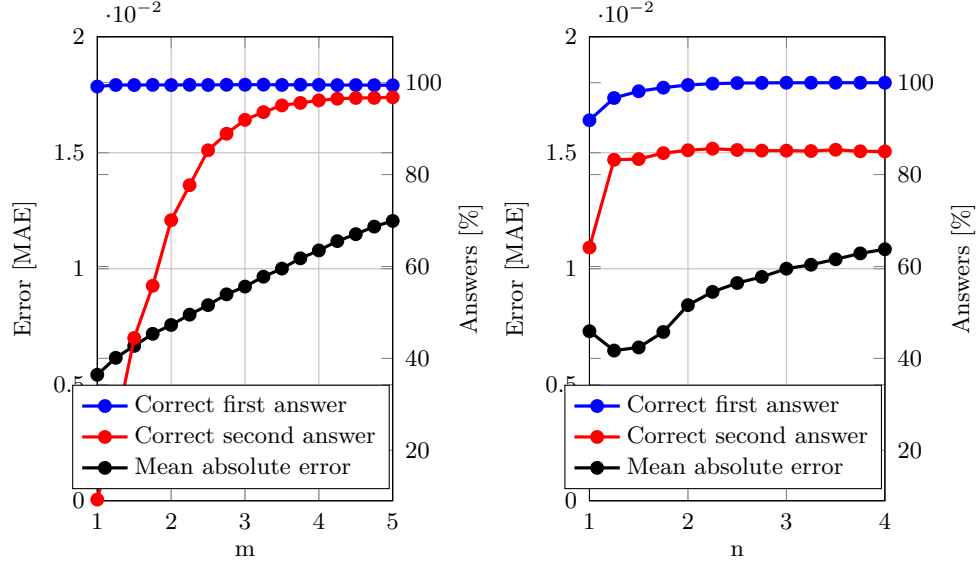 ·10−2
2
1.5
1
0.5
0
Error [MAE]
1
2
3
4
5
m
100
80
60
40
20
Answers [%]
Correct first answer
Correct second answer
Mean absolute error
·10−2
2
1.5
1
0.5
0
Error [MAE]
1
2
3
4
n
100
80
60
40
20
Answers [%]
Correct first answer
Correct second answer
Mean absolute error